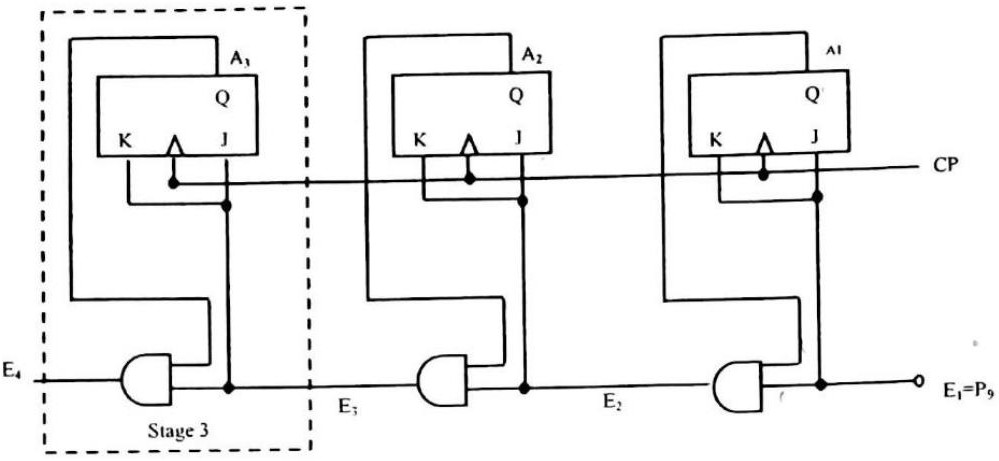 A₃
A₂
A1
Q
Q
Q
K
J
K
J
K
J
CP
E₄
E₃
E₂
E₁=P₉
Stage 3